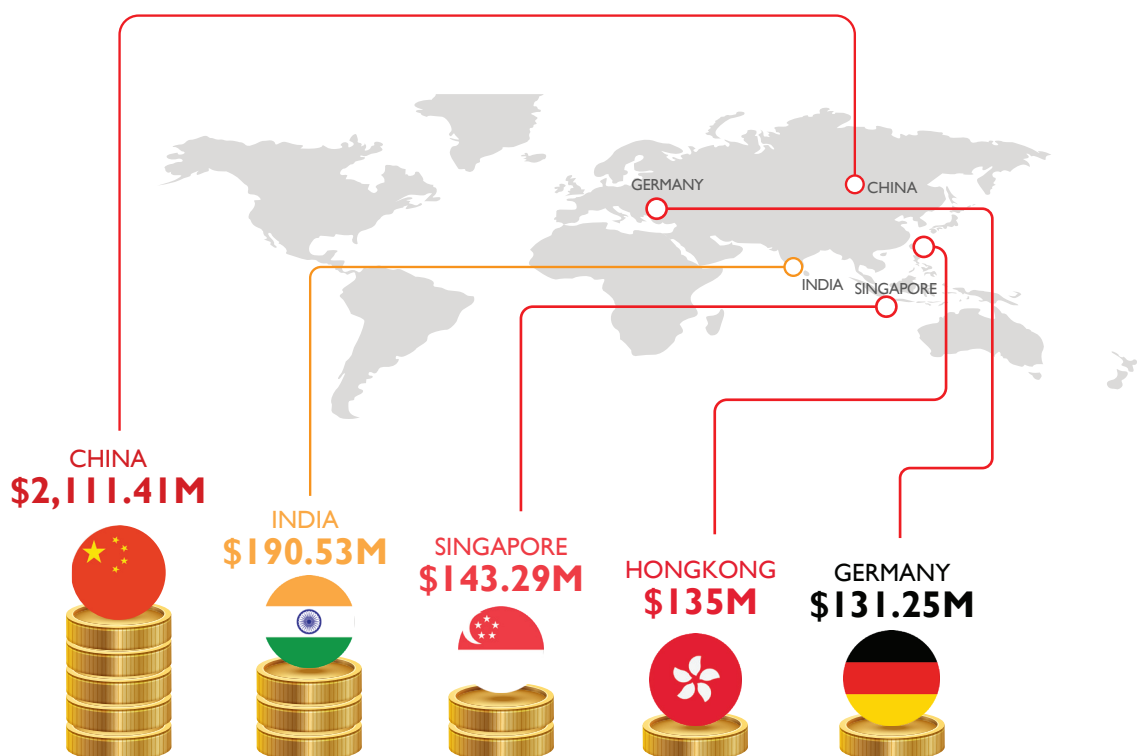 GERMANY
CHINA
INDIA
SINGAPORE
CHINA
$2,111.41M
INDIA
$190.53M
SINGAPORE
$143.29M
HONGKONG
$135M
GERMANY
$131.25M